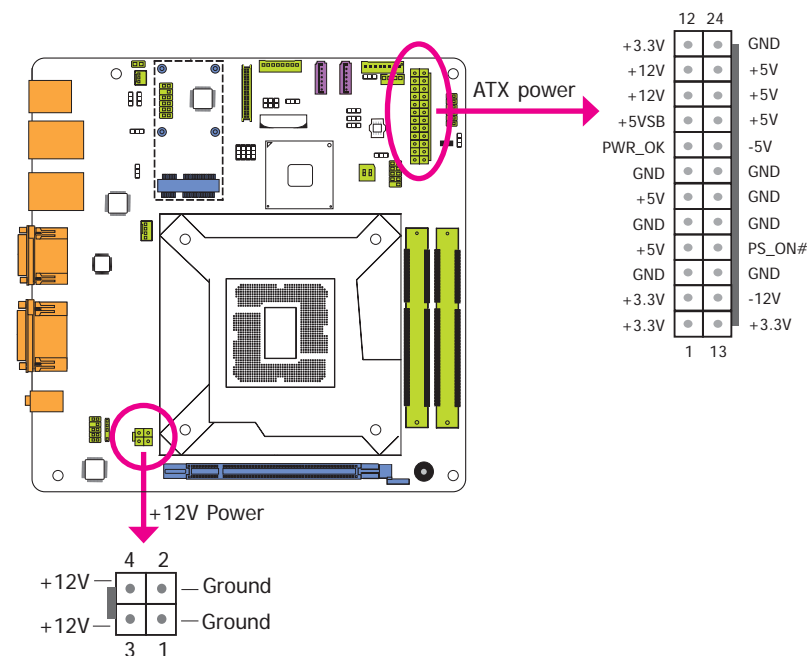 12 24
+3.3V GND
+12V +5V
+12V +5V
+5VSB +5V
PWR_OK -5V
GND GND
+5V GND
GND GND
+5V PS_ON#
GND GND
+3.3V -12V
+3.3V +3.3V
1 13
ATX power
+12V Power
4 2
+12V Ground
+12V Ground
3 1